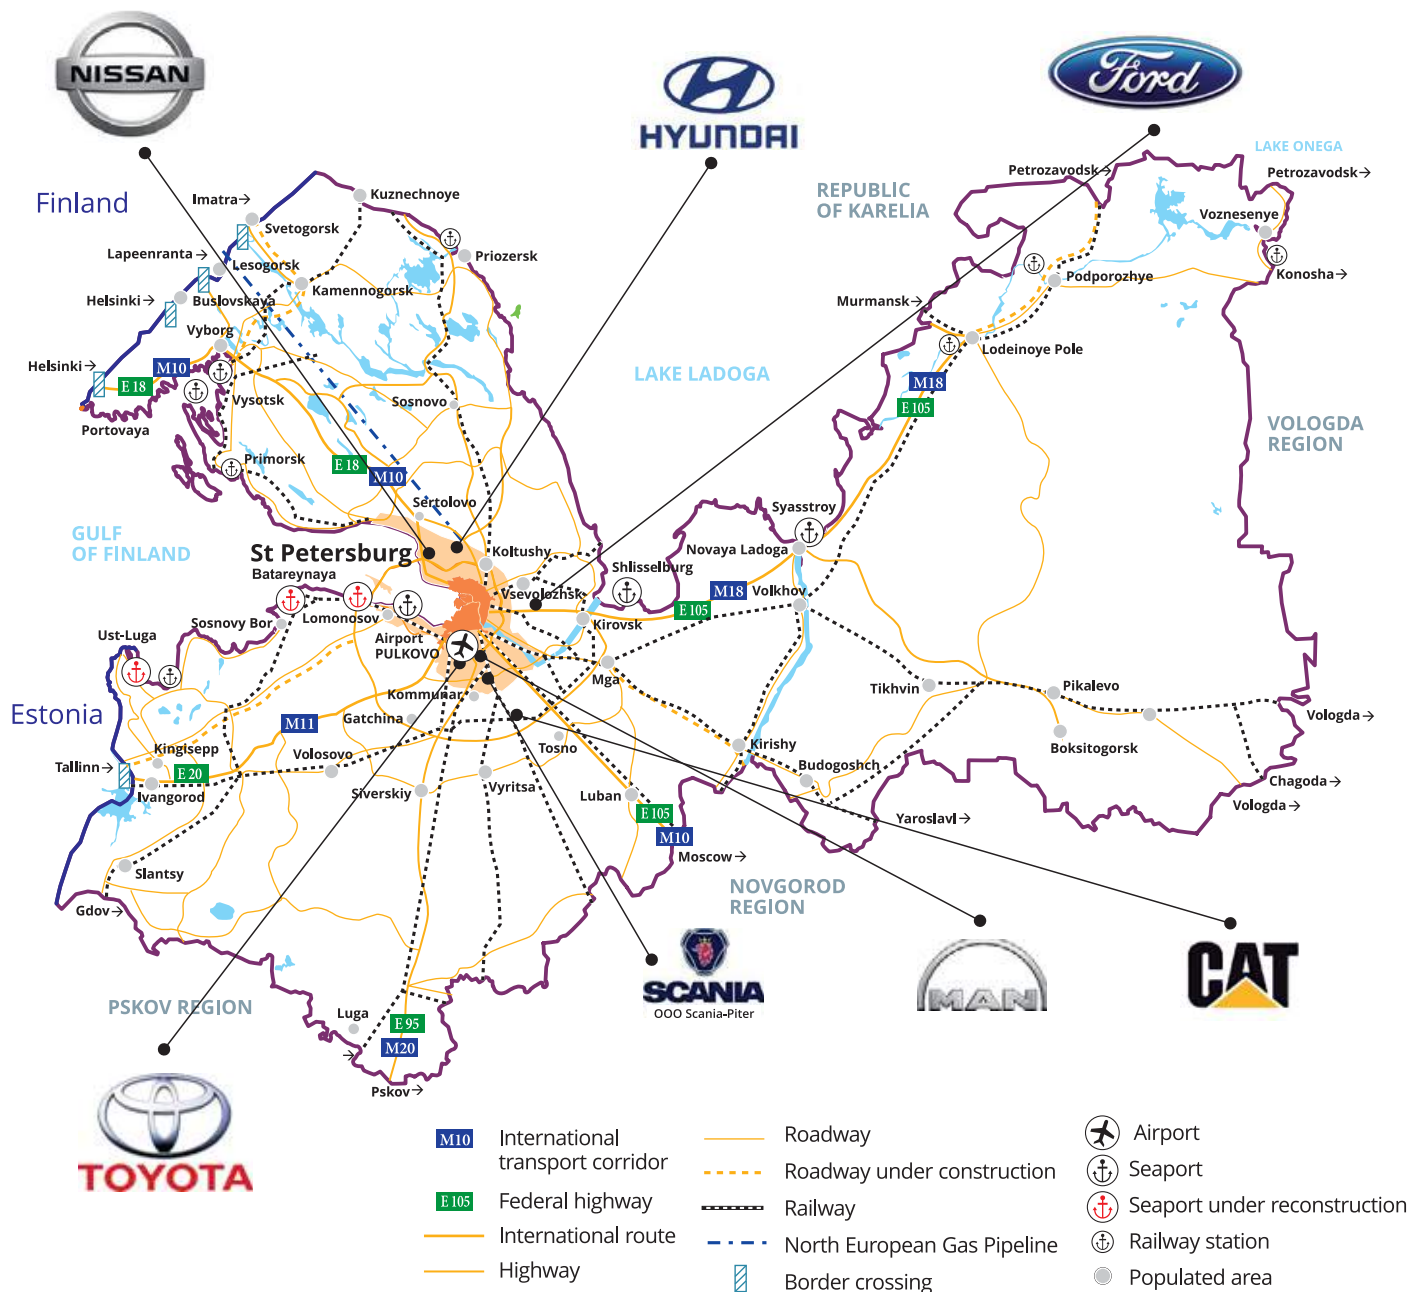 NISSAN
HYUNDAI
Ford
LAKE ONEGA
Petrozavodsk→
Petrozavodsk→
REPUBLIC
OF KARELIA
Voznesenye
Konosha→
Podporozhye
Murmansk→
Lodeinoye Pole
Finland
Imatra→
Kuznechnoye
Svetogorsk
Lapeenranta →
Lesogorsk
Priozersk
Helsinki→
Buslovskaya
Kamennogorsk
Vyborg
Helsinki→
M10
E 18
Vysotsk
Sosnovo
Portovaya
LAKE LADOGA
M18
E 105
VOLOGDA
REGION
Primorsk
E 18
M10
Sertolovo
Syasstroy
GULF
OF FINLAND
St Petersburg
Koltushy
Novaya Ladoga
Batareynaya
Shlisselburg
Vsevolozhsk
M18
Volkhov
E 105
Lomonosov
Sosnovy Bor
Kirovsk
Airport
PULKOVO
Ust-Luga
Mga
Tikhvin
Pikalevo
Kommunar
Estonia
M11
Gatchina
Vologda→
Boksitogorsk
Kingisepp
Volosovo
Tosno
Kirishy
Tallinn→
E 20
Budogoshch
Ivangorod
Siverskiy
Vyritsa
Luban
Chagoda→
Vologda→
E 105
Yaroslavl→
M10
Moscow→
Slantsy
Gdov→
NOVGOROD
REGION
PSKOV REGION
Luga
→
E 95
M20
Pskov→
SCANIA
OOO Scania-Piter
MAN
CAT
TOYOTA
M10
International
transport corridor
E 105
Federal highway
International route
Highway
Roadway
Roadway under construction
Railway
North European Gas Pipeline
Border crossing
Airport
Seaport
Seaport under reconstruction
Railway station
Populated area